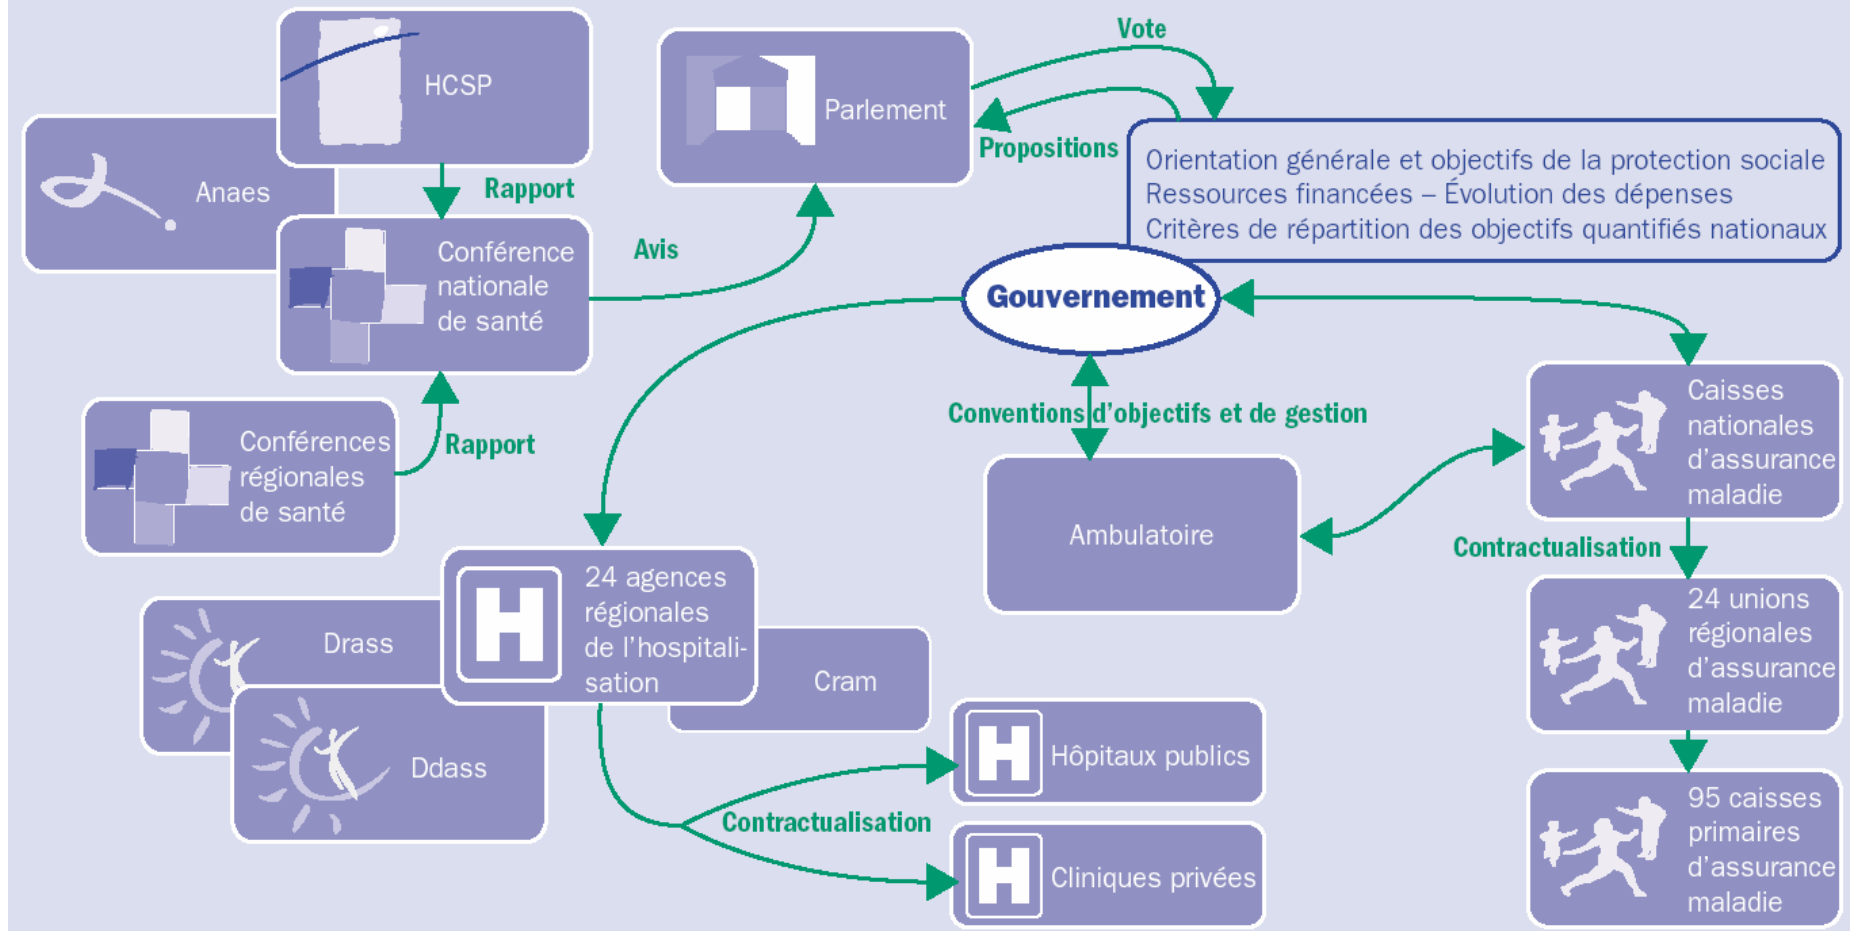 HCSP
Anaes
Rapport
Conférence
nationale
de santé
Avis
Conférences
régionales
de santé
Rapport
Parlement
Vote
Propositions
Orientation générale et objectifs de la protection sociale
Ressources financées – Évolution des dépenses
Critères de répartition des objectifs quantifiés nationaux
Gouvernement
Conventions d’objectifs et de gestion
Ambulatoire
Caisses
nationales
d’assurance
maladie
Contractualisation
24 unions
régionales
d’assurance
maladie
95 caisses
primaires
d’assurance
maladie
24 agences
régionales
de l’hospitali-
sation
H
Drass
Ddass
Cram
Contractualisation
H
Hôpitaux publics
H
Cliniques privées